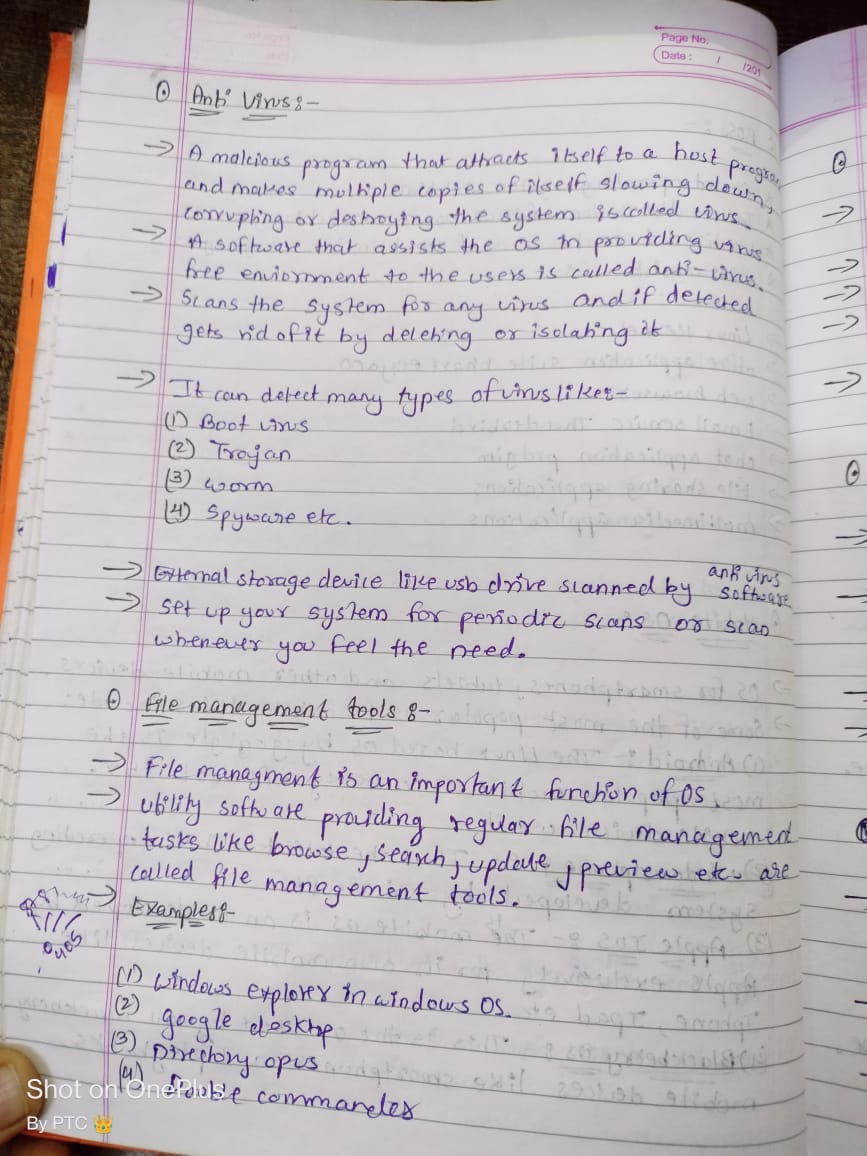 Page No.
Date : / /201
⊙ Anti Virus :-
→ A malcious program that attracts itself to a host program
and makes multiple copies of itself slowing down,
corrupting or destroying the system is called virus.
→ A software that assists the OS in providing virus
free enviornment to the users is called anti-virus.
→ Scans the system for any virus and if detected
gets rid of it by deleting or isolating it
→ It can detect many types of virus like:-
(1) Boot virus
(2) Trojan
(3) worm
(4) Spyware etc.
→ External storage device like usb drive scanned by anti virus software
→ Set up your system for periodic scans or scan
whenever you feel the need.
⊙ File management tools :-
→ File managment is an important function of OS
→ utility software providing regular file management
tasks like browse, search, update, preview etc. are
called file management tools.
→ Examples:-
(1) windows explorer in windows OS.
(2) google desktop
(3) Directory opus
(4) Double commander
Shot on OnePlus
By PTC 👑